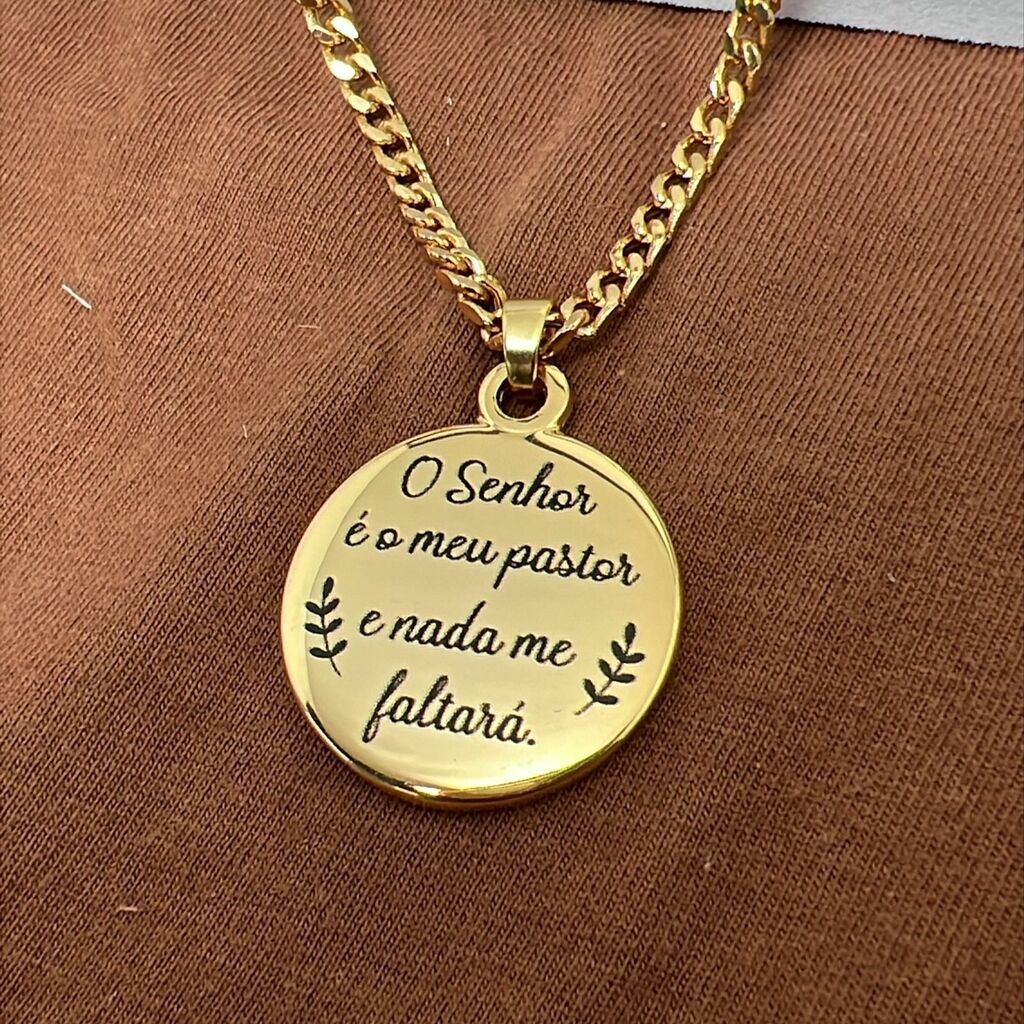 O Senhor
é o meu pastor
e nada me
faltará.